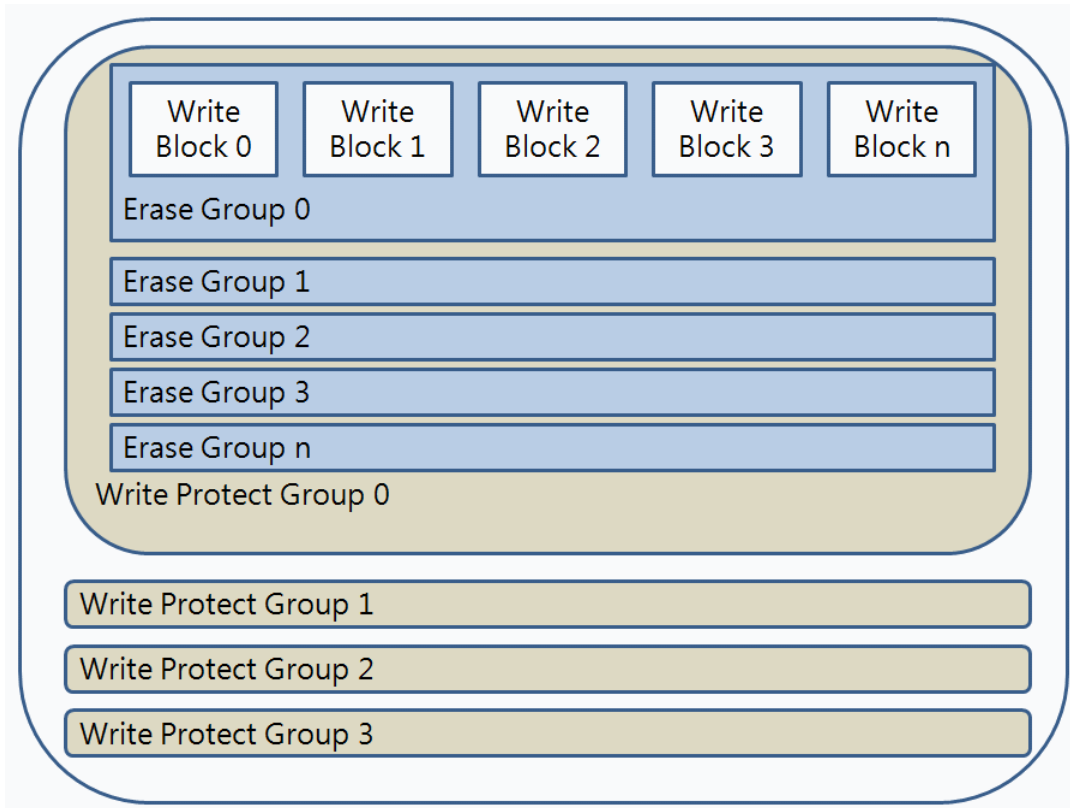 Write
Block 0
Write
Block 1
Write
Block 2
Write
Block 3
Write
Block n
Erase Group 0
Erase Group 1
Erase Group 2
Erase Group 3
Erase Group n
Write Protect Group 0
Write Protect Group 1
Write Protect Group 2
Write Protect Group 3